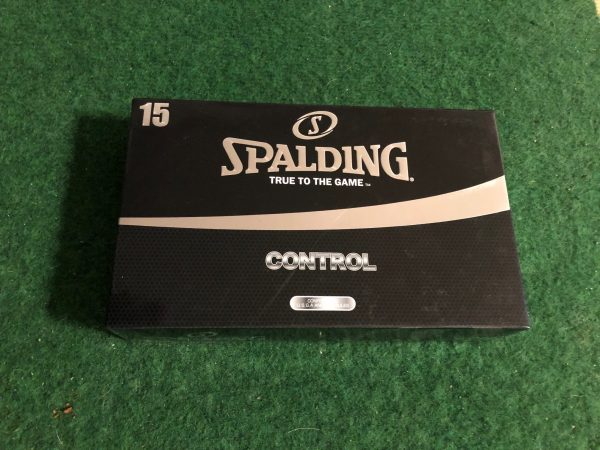 15
S
SPALDING®
TRUE TO THE GAME™
CONTROL